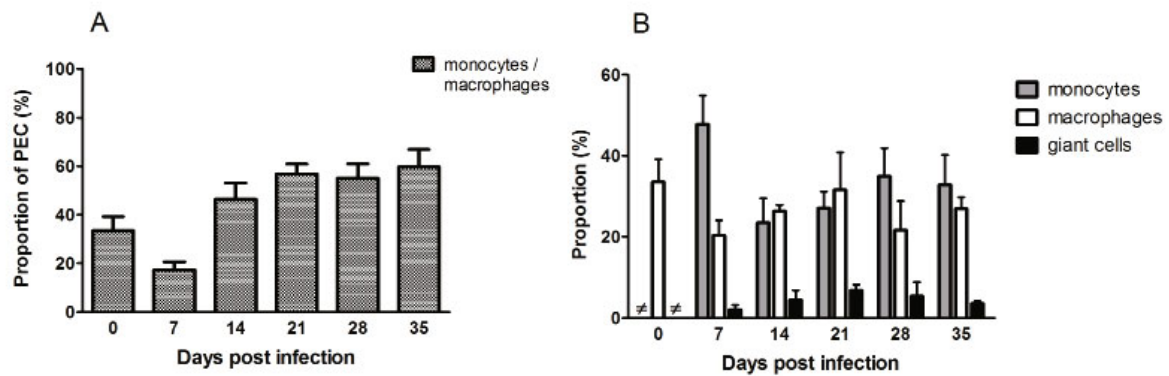 A
Proportion of PEC (%)
100
80
60
40
20
0
0 7 14 21 28 35
Days post infection
monocytes /
macrophages
B
Proportion (%)
60
40
20
0
≠ ≠
0 7 14 21 28 35
Days post infection
monocytes
macrophages
giant cells